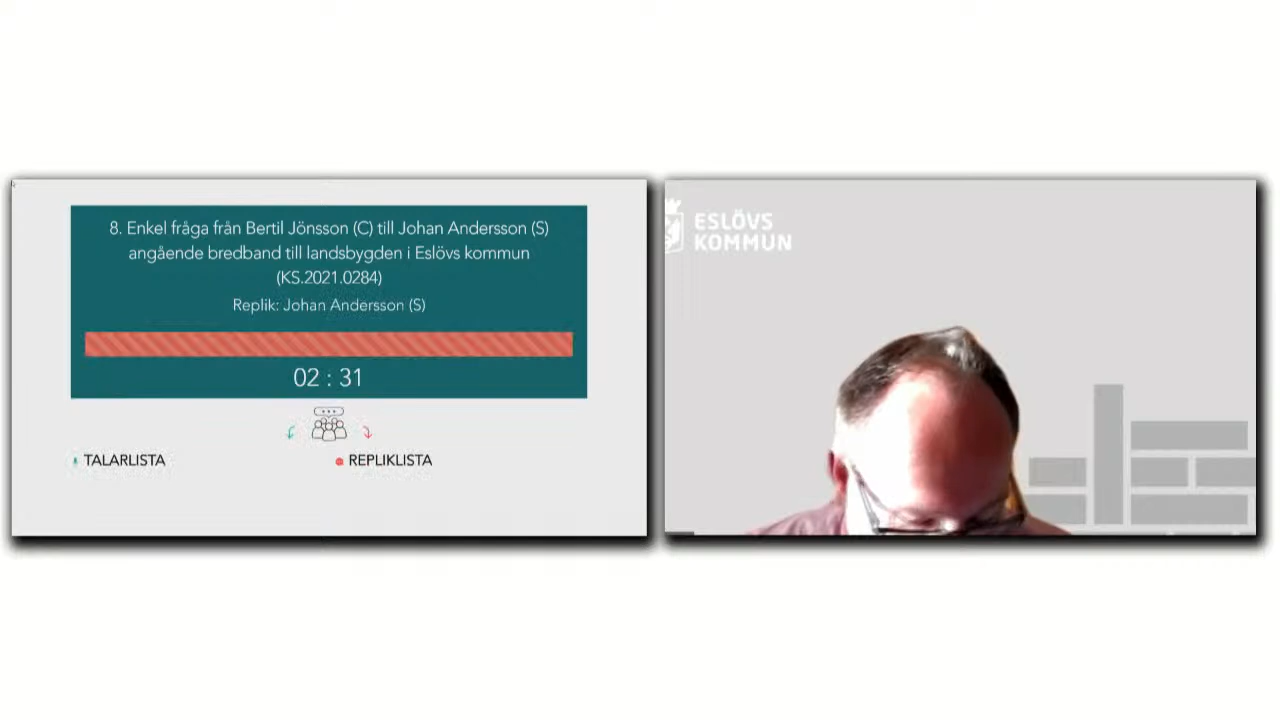 8. Enkel fråga från Bertil Jönsson (C) till Johan Andersson (S)
angående bredband till landsbygden i Eslövs kommun
(KS.2021.0284)
Replik: Johan Andersson (S)
02 : 31
TALARLISTA
REPLIKLISTA
ESLÖVS
KOMMUN